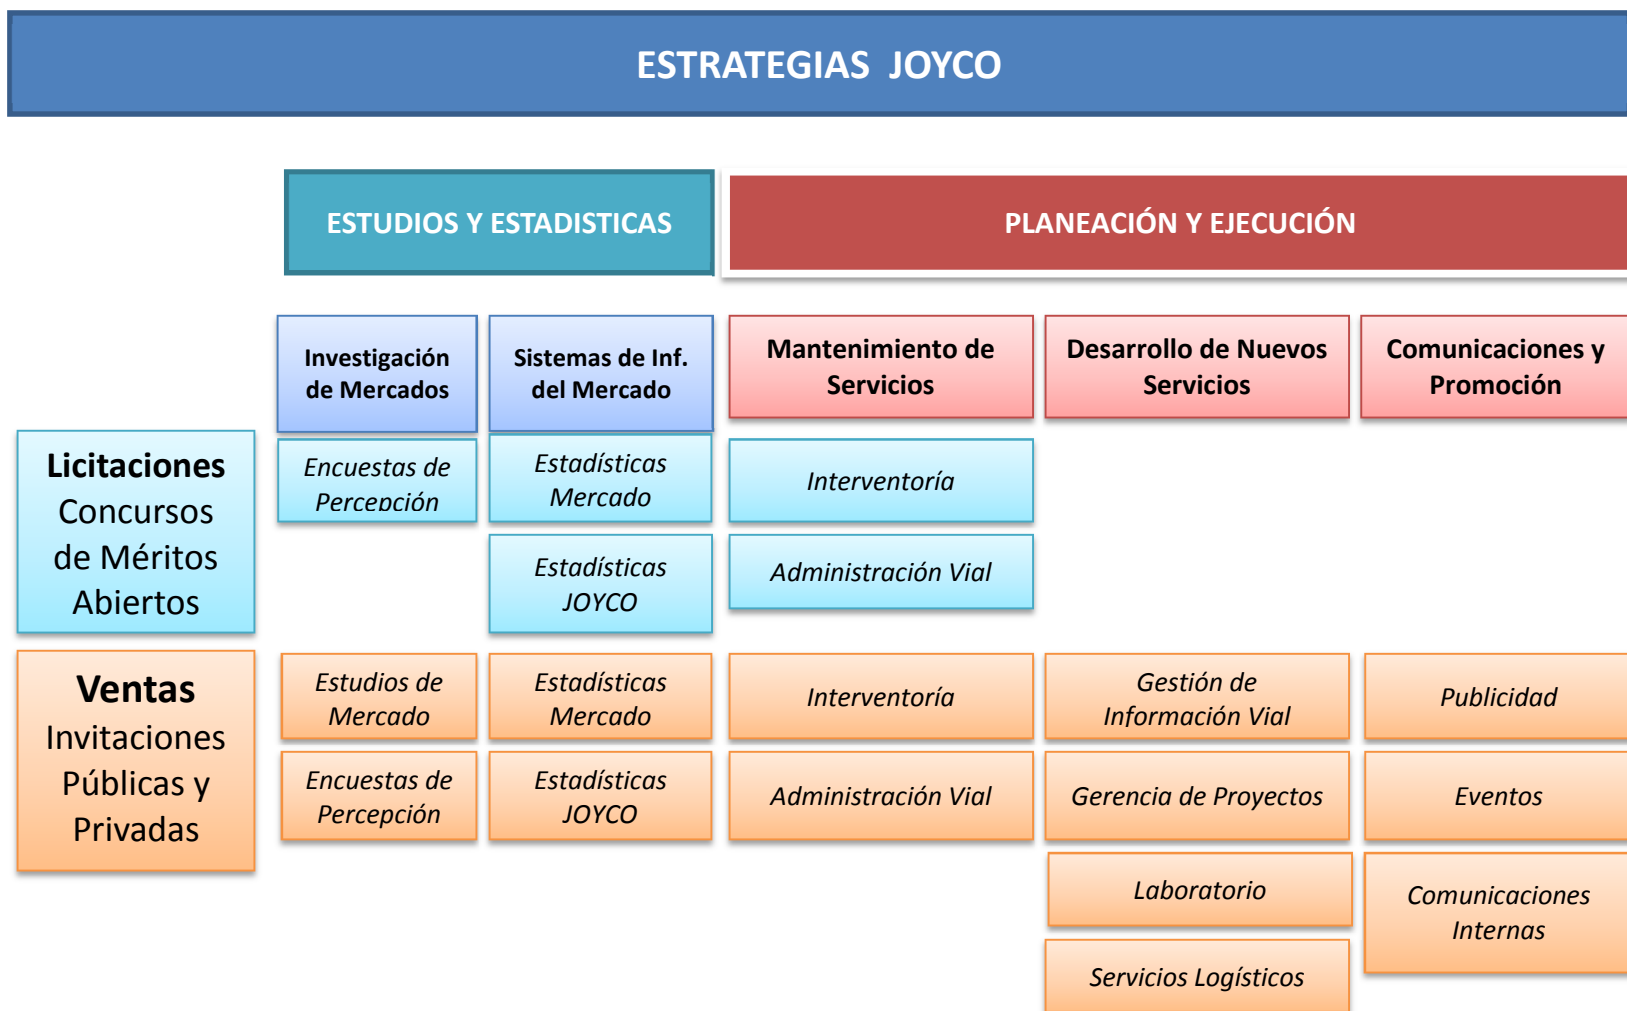 ESTRATEGIAS JOYCO
ESTUDIOS Y ESTADISTICAS
PLANEACIÓN Y EJECUCIÓN
Investigación
de Mercados
Sistemas de Inf.
del Mercado
Mantenimiento de
Servicios
Desarrollo de Nuevos
Servicios
Comunicaciones y
Promoción
Licitaciones
Concursos
de Méritos
Abiertos
Encuestas de
Percepción
Estadísticas
Mercado
Interventoría
Estadísticas
JOYCO
Administración Vial
Ventas
Invitaciones
Públicas y
Privadas
Estudios de
Mercado
Estadísticas
Mercado
Interventoría
Gestión de
Información Vial
Publicidad
Encuestas de
Percepción
Estadísticas
JOYCO
Administración Vial
Gerencia de Proyectos
Eventos
Laboratorio
Comunicaciones
Internas
Servicios Logísticos